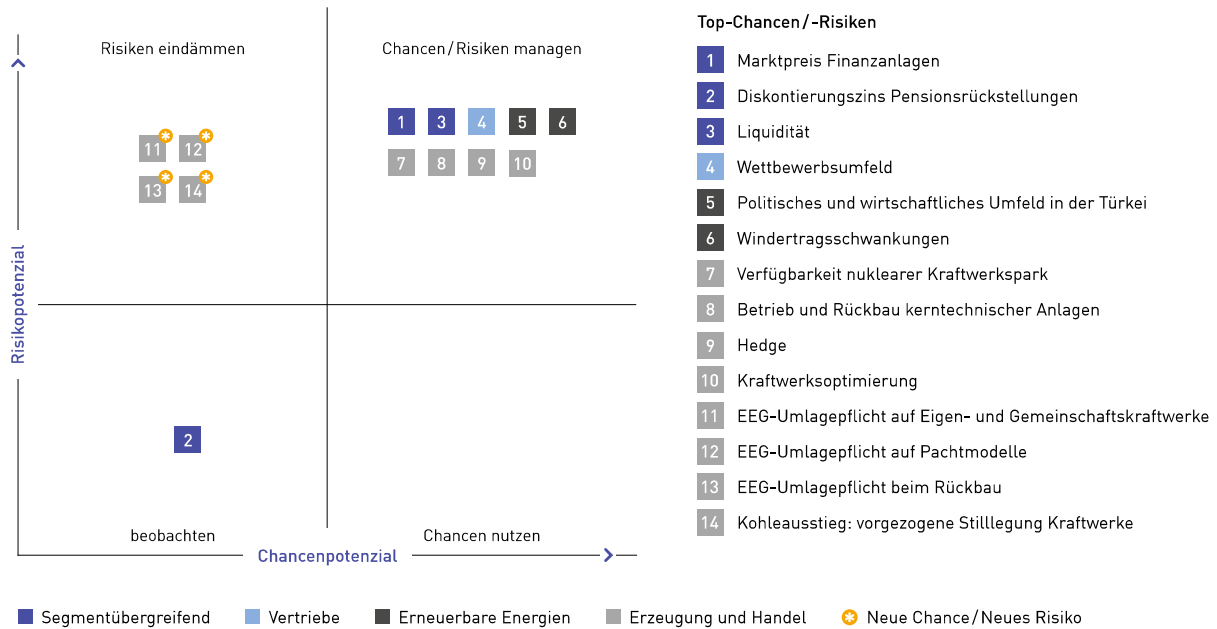 Risiken eindämmen
Chancen/Risiken managen
1 3 4 5 6
11 12
7 8 9 10
13 14
Risikopotenzial
2
beobachten
Chancen nutzen
Chancenpotenzial
Top-Chancen/-Risiken
1 Marktpreis Finanzanlagen
2 Diskontierungszins Pensionsrückstellungen
3 Liquidität
4 Wettbewerbsumfeld
5 Politisches und wirtschaftliches Umfeld in der Türkei
6 Windertragsschwankungen
7 Verfügbarkeit nuklearer Kraftwerkspark
8 Betrieb und Rückbau kerntechnischer Anlagen
9 Hedge
10 Kraftwerksoptimierung
11 EEG-Umlagepflicht auf Eigen- und Gemeinschaftskraftwerke
12 EEG-Umlagepflicht auf Pachtmodelle
13 EEG-Umlagepflicht beim Rückbau
14 Kohleausstieg: vorgezogene Stilllegung Kraftwerke
Segmentübergreifend
Vertriebe
Erneuerbare Energien
Erzeugung und Handel
Neue Chance/Neues Risiko